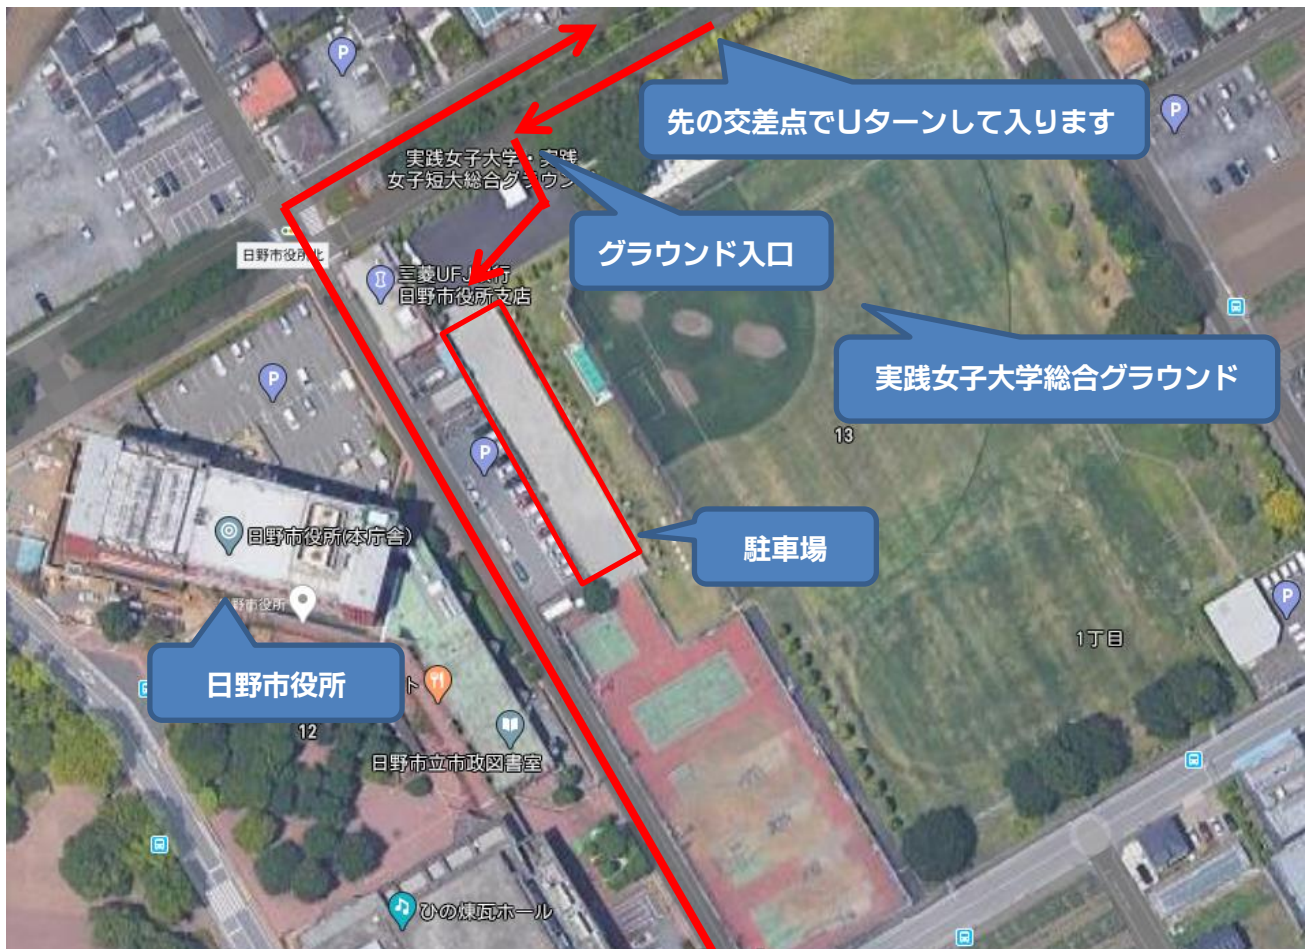 P
先の交差点でUターンして入ります
P
実践女子大学・実践
女子短大総合グラウンド
グラウンド入口
日野市役所北
三菱UFJ銀行
日野市役所支店
実践女子大学総合グラウンド
P
13
P
日野市役所(本庁舎)
駐車場
P
日野市役所
1丁目
日野市役所
ト
12
日野市立市政図書室
ひの煉瓦ホール